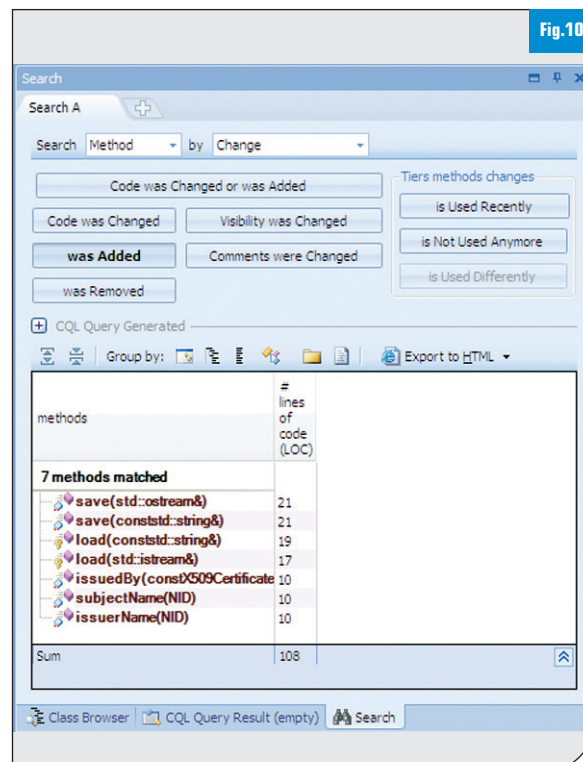 Fig.10
Search
Search A
Search Method by Change
Code was Changed or was Added
Code was Changed
Visibility was Changed
was Added
Comments were Changed
was Removed
Tiers methods changes
is Used Recently
is Not Used Anymore
is Used Differently
CQL Query Generated
Group by:
Export to HTML
methods
# lines of code (LOC)
7 methods matched
save(std::ostream&) 21
save(conststd::string&) 21
load(conststd::string&) 19
load(std::istream&) 17
issuedBy(constX509Certificate 10
subjectName(NID) 10
issuerName(NID) 10
Sum 108
Class Browser
CQL Query Result (empty)
Search